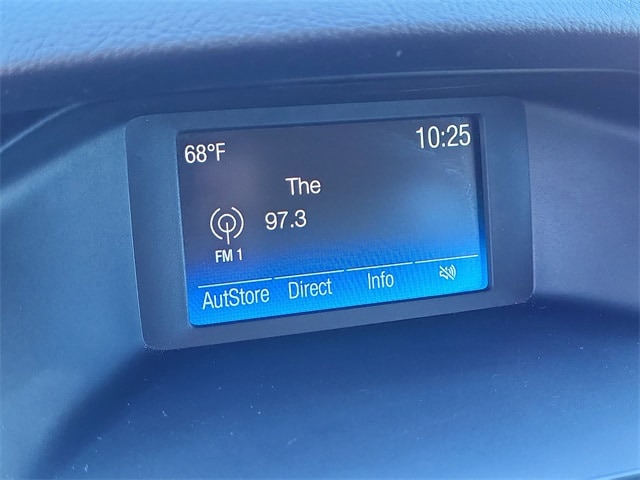 68°F 10:25
The
97.3
FM 1
AutStore Direct Info